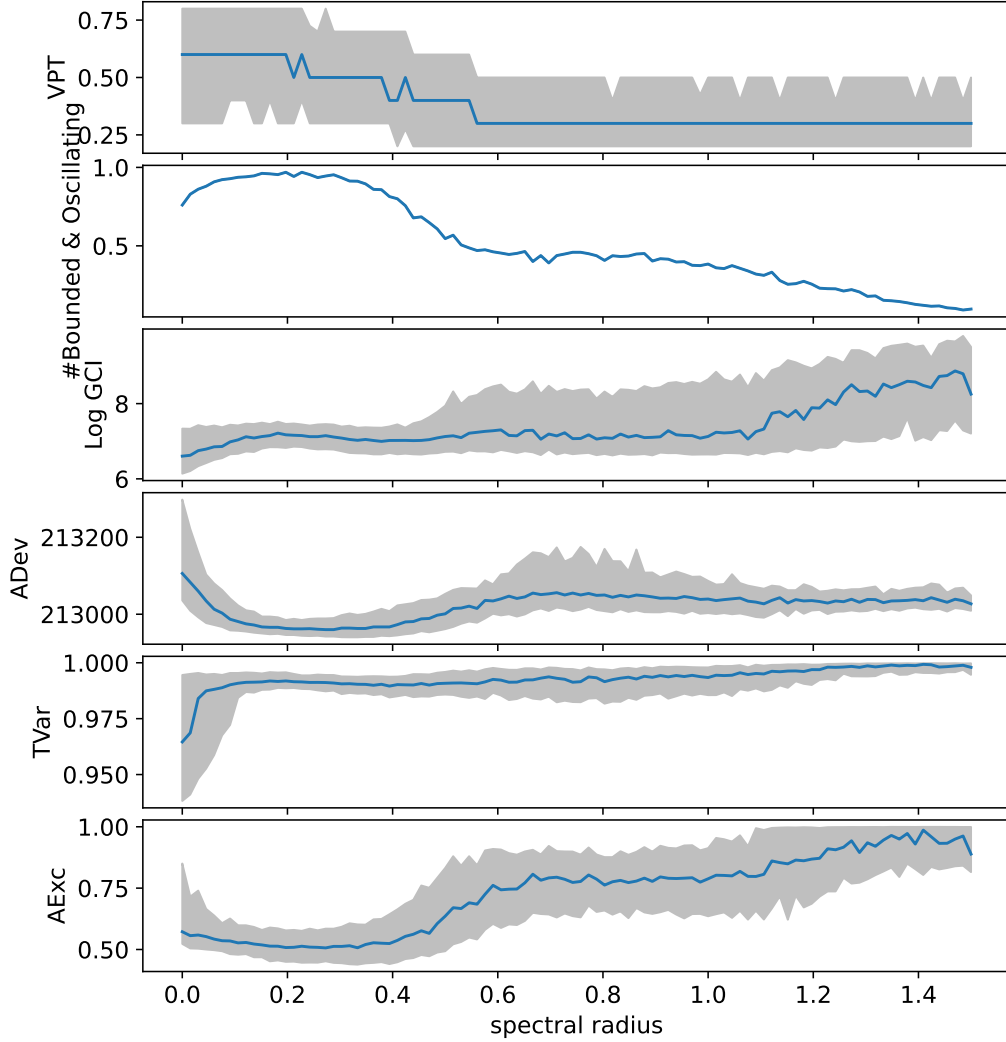 VPT
0.75
0.50
0.25
#Bounded & Oscillating
1.0
0.5
Log GCI
8
6
ADev
213200
213000
TVar
1.000
0.975
0.950
AExc
1.00
0.75
0.50
0.0 0.2 0.4 0.6 0.8 1.0 1.2 1.4
spectral radius